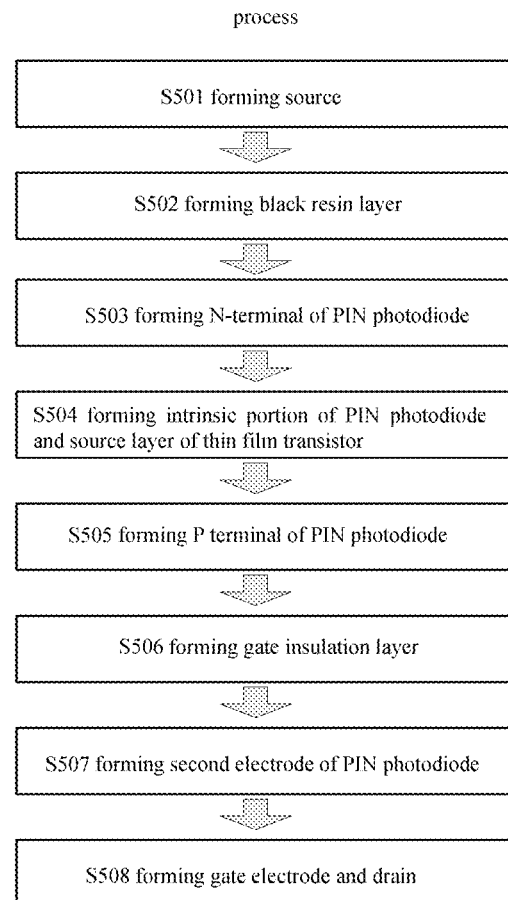 process
S501 forming source
S502 forming black resin layer
S503 forming N-terminal of PIN photodiode
S504 forming intrinsic portion of PIN photodiode
and source layer of thin film transistor
S505 forming P terminal of PIN photodiode
S506 forming gate insulation layer
S507 forming second electrode of PIN photodiode
S508 forming gate electrode and drain